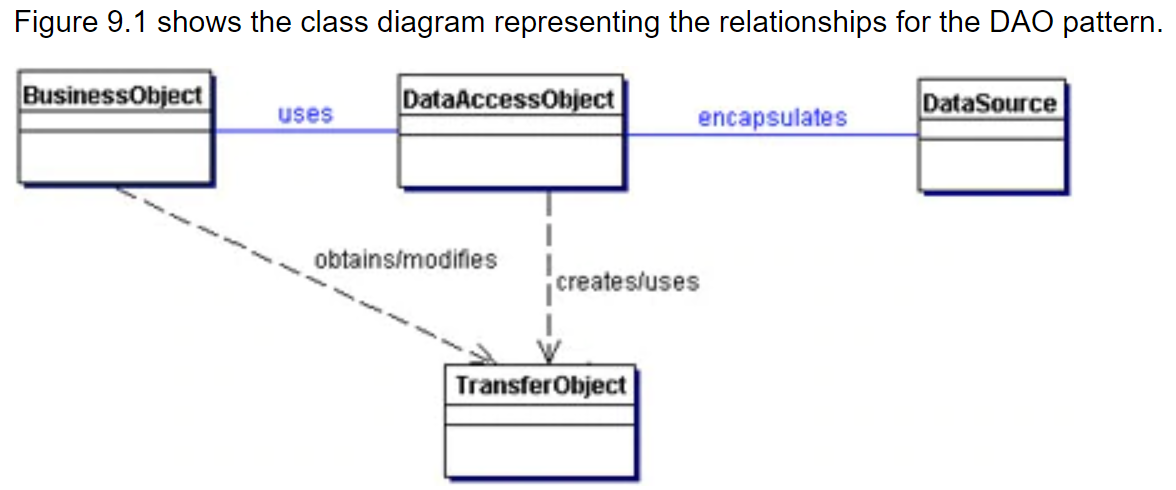 Figure 9.1 shows the class diagram representing the relationships for the DAO pattern.
BusinessObject
uses
DataAccessObject
encapsulates
DataSource
obtains/modifies
creates/uses
TransferObject